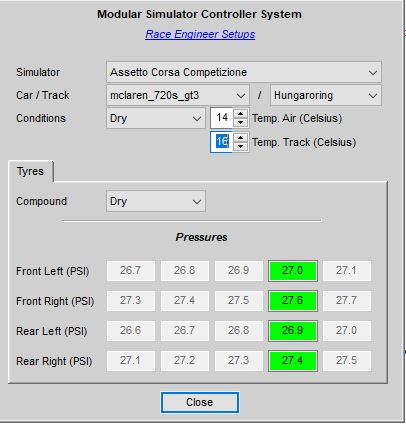 Modular Simulator Controller System
Race Engineer Setups
Simulator Assetto Corsa Competizione
Car / Track mclaren_720s_gt3 / Hungaroring
Conditions Dry 14 Temp. Air (Celsius)
16 Temp. Track (Celsius)
Tyres
Compound Dry
Pressures
Front Left (PSI) 26.7 26.8 26.9 27.0 27.1
Front Right (PSI) 27.3 27.4 27.5 27.6 27.7
Rear Left (PSI) 26.6 26.7 26.8 26.9 27.0
Rear Right (PSI) 27.1 27.2 27.3 27.4 27.5
Close